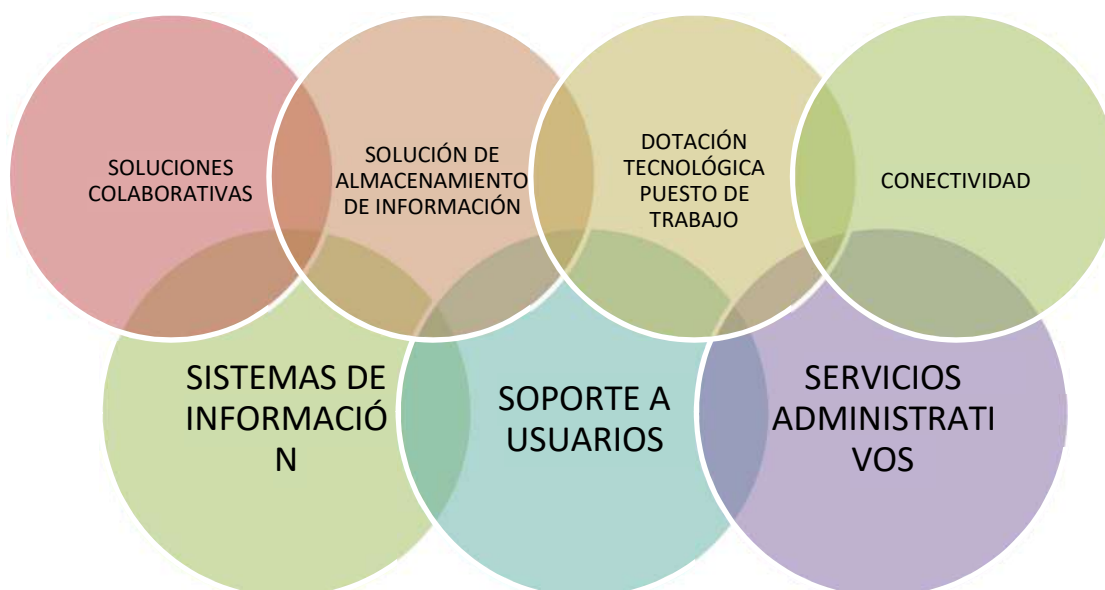 SOLUCIONES
COLABORATIVAS
SOLUCIÓN DE
ALMACENAMIENTO
DE INFORMACIÓN
DOTACIÓN
TECNOLÓGICA
PUESTO DE
TRABAJO
CONECTIVIDAD
SISTEMAS DE
INFORMACIÓ
N
SOPORTE A
USUARIOS
SERVICIOS
ADMINISTRATI
VOS